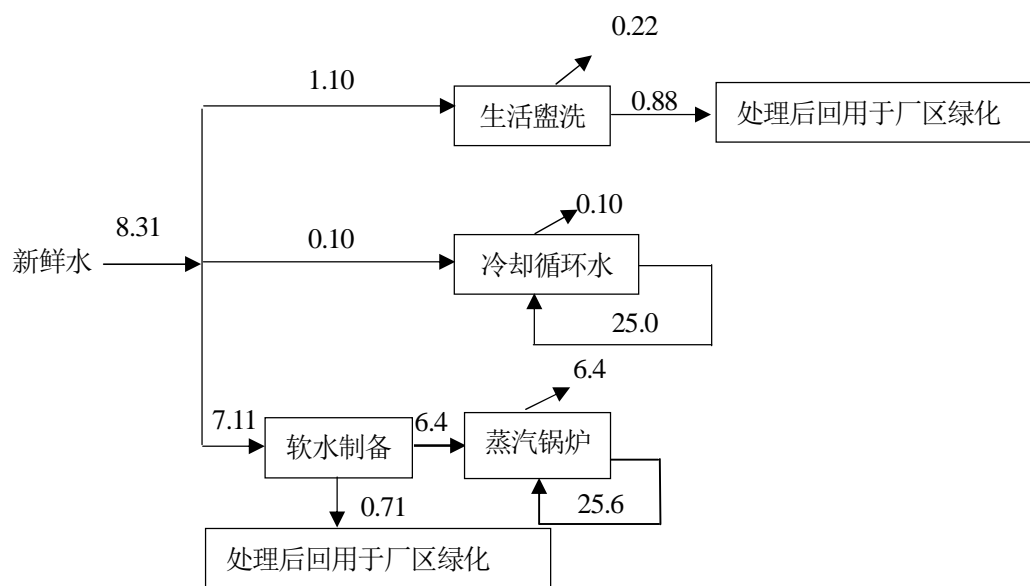 0.22
1.10
生活盥洗
0.88
处理后回用于厂区绿化
8.31
新鲜水
0.10
0.10
冷却循环水
25.0
6.4
7.11
软水制备
6.4
蒸汽锅炉
25.6
0.71
处理后回用于厂区绿化